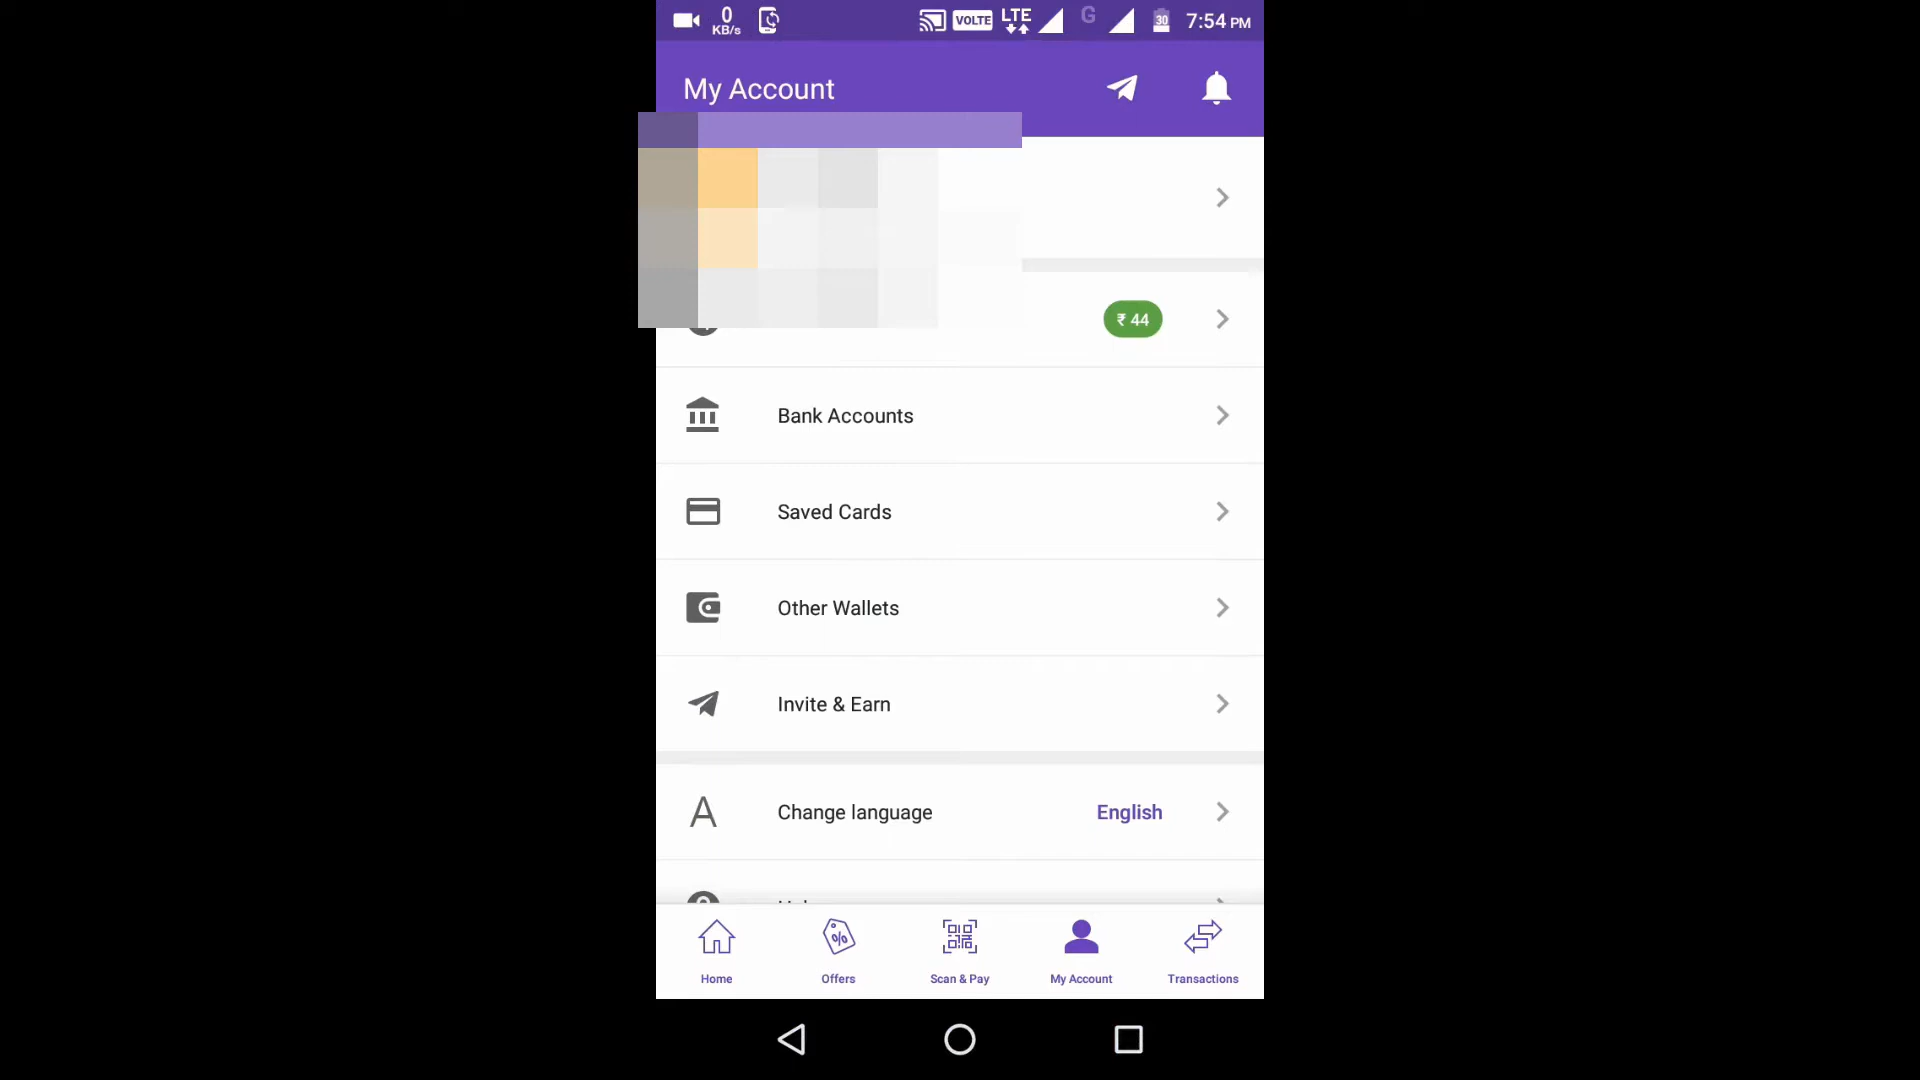 0
KB/s
VOLTE
LTE
G
30
7:54 PM
My Account
₹ 44
Bank Accounts
Saved Cards
Other Wallets
Invite & Earn
A
Change language
English
Home
Offers
Scan & Pay
My Account
Transactions